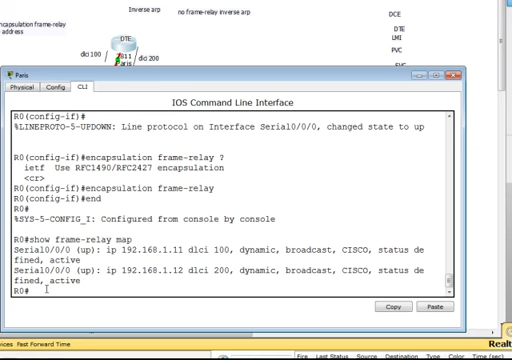 Inverse arp
no frame-relay inverse arp
DCE
encapsulation frame-relay
address
DTE
DTE
LMI
dlci 100
811
dlci 200
PVC
Paris
Paris
Physical
Config
CLI
IOS Command Line Interface
R0(config-if)#
%LINEPROTO-5-UPDOWN: Line protocol on Interface Serial0/0/0, changed state to up
R0(config-if)#encapsulation frame-relay ?
ietf Use RFC1490/RFC2427 encapsulation
<cr>
R0(config-if)#encapsulation frame-relay
R0(config-if)#end
R0#
%SYS-5-CONFIG_I: Configured from console by console
R0#show frame-relay map
Serial0/0/0 (up): ip 192.168.1.11 dlci 100, dynamic, broadcast, CISCO, status de
fined, active
Serial0/0/0 (up): ip 192.168.1.12 dlci 200, dynamic, broadcast, CISCO, status de
fined, active
R0#
Copy
Paste
vices Fast Forward Time
Realt
Fire Last Status Source Destination Type Color Time(sec)